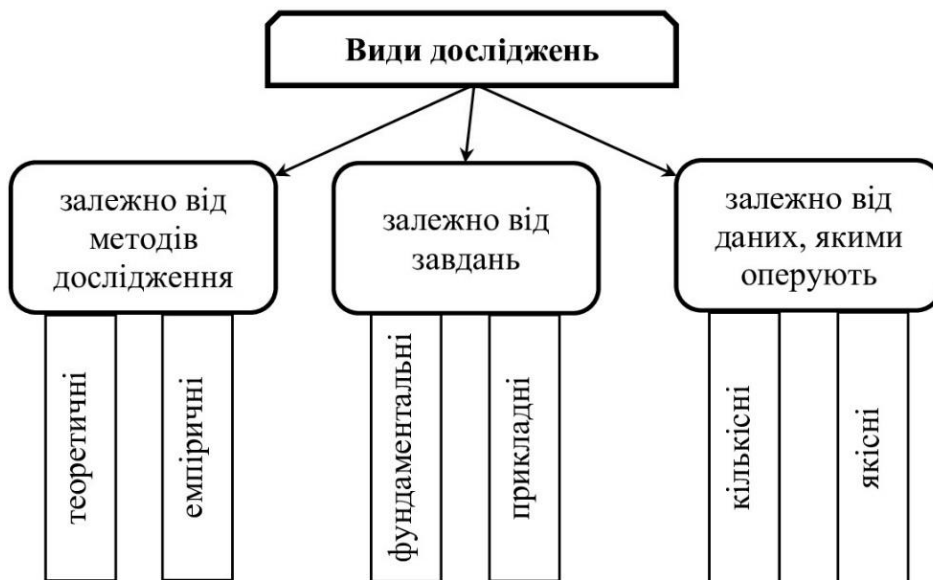 Види досліджень
залежно від
методів
дослідження
залежно від
завдань
залежно від
даних, якими
оперують
теоретичні
емпіричні
фундаментальні
прикладні
кількісні
якісні